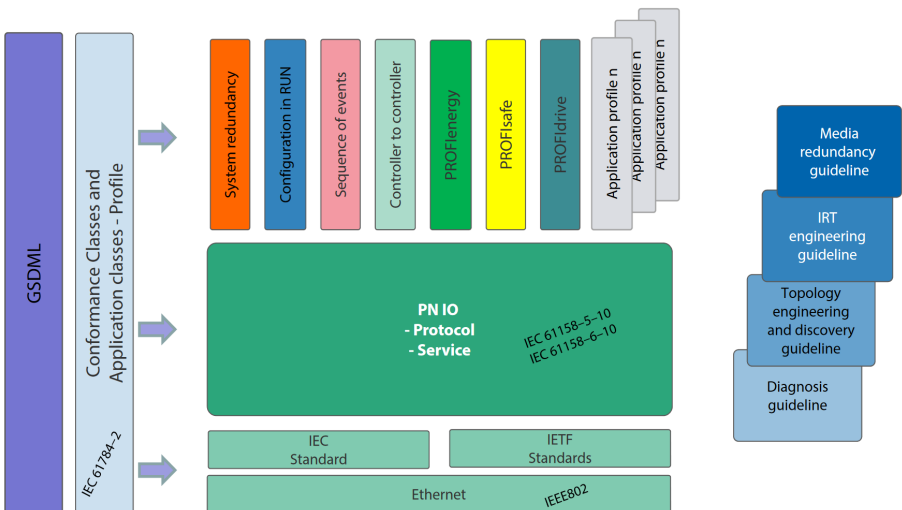 GSDML
Conformance Classes and
Application classes - Profile
IEC 61784–2
System redundancy
Configuration in RUN
Sequence of events
Controller to controller
PROFIenergy
PROFIsafe
PROFIdrive
Application profile n
Application profile n
Application profile n
PN IO
- Protocol
- Service
IEC 61158–5–10
IEC 61158–6–10
IEC
Standard
IETF
Standards
Ethernet
IEEE802
Media
redundancy
guideline
IRT
engineering
guideline
Topology
engineering
and discovery
guideline
Diagnosis
guideline